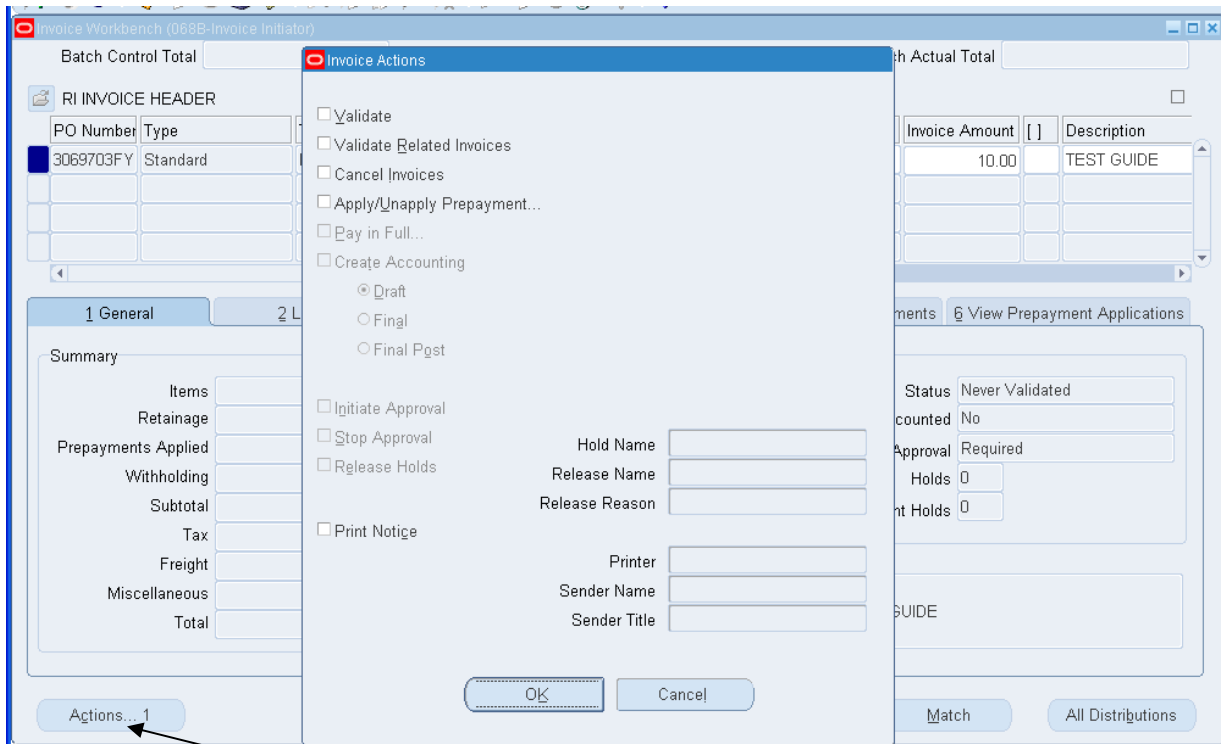 Invoice Workbench (068B-Invoice Initiator)
Invoice Actions
Batch Control Total
Actual Total
RI INVOICE HEADER
Validate
PO Number Type
Invoice Amount [ ] Description
Validate Related Invoices
3069703FY Standard
10.00 TEST GUIDE
Cancel Invoices
Apply/Unapply Prepayment...
Pay in Full...
Create Accounting
Draft
Final
Final Post
1 General
2 L
ments 6 View Prepayment Applications
Summary
Items
Status Never Validated
Initiate Approval
Retainage
counted No
Stop Approval
Hold Name
Prepayments Applied
Approval Required
Release Holds
Release Name
Withholding
Holds 0
Release Reason
Subtotal
nt Holds 0
Print Notice
Tax
Printer
Freight
Sender Name
Miscellaneous
Sender Title
GUIDE
Total
OK Cancel
Actions... 1
Match All Distributions